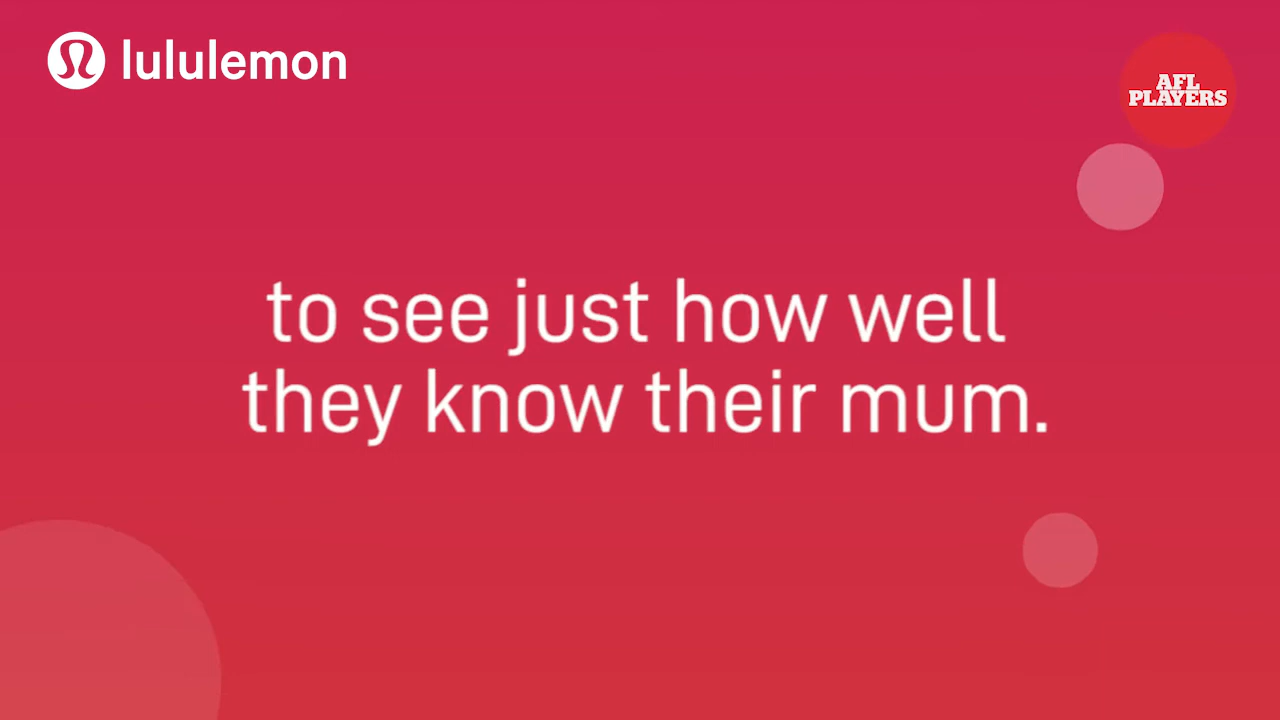 lululemon
AFL
PLAYERS
to see just how well
they know their mum.